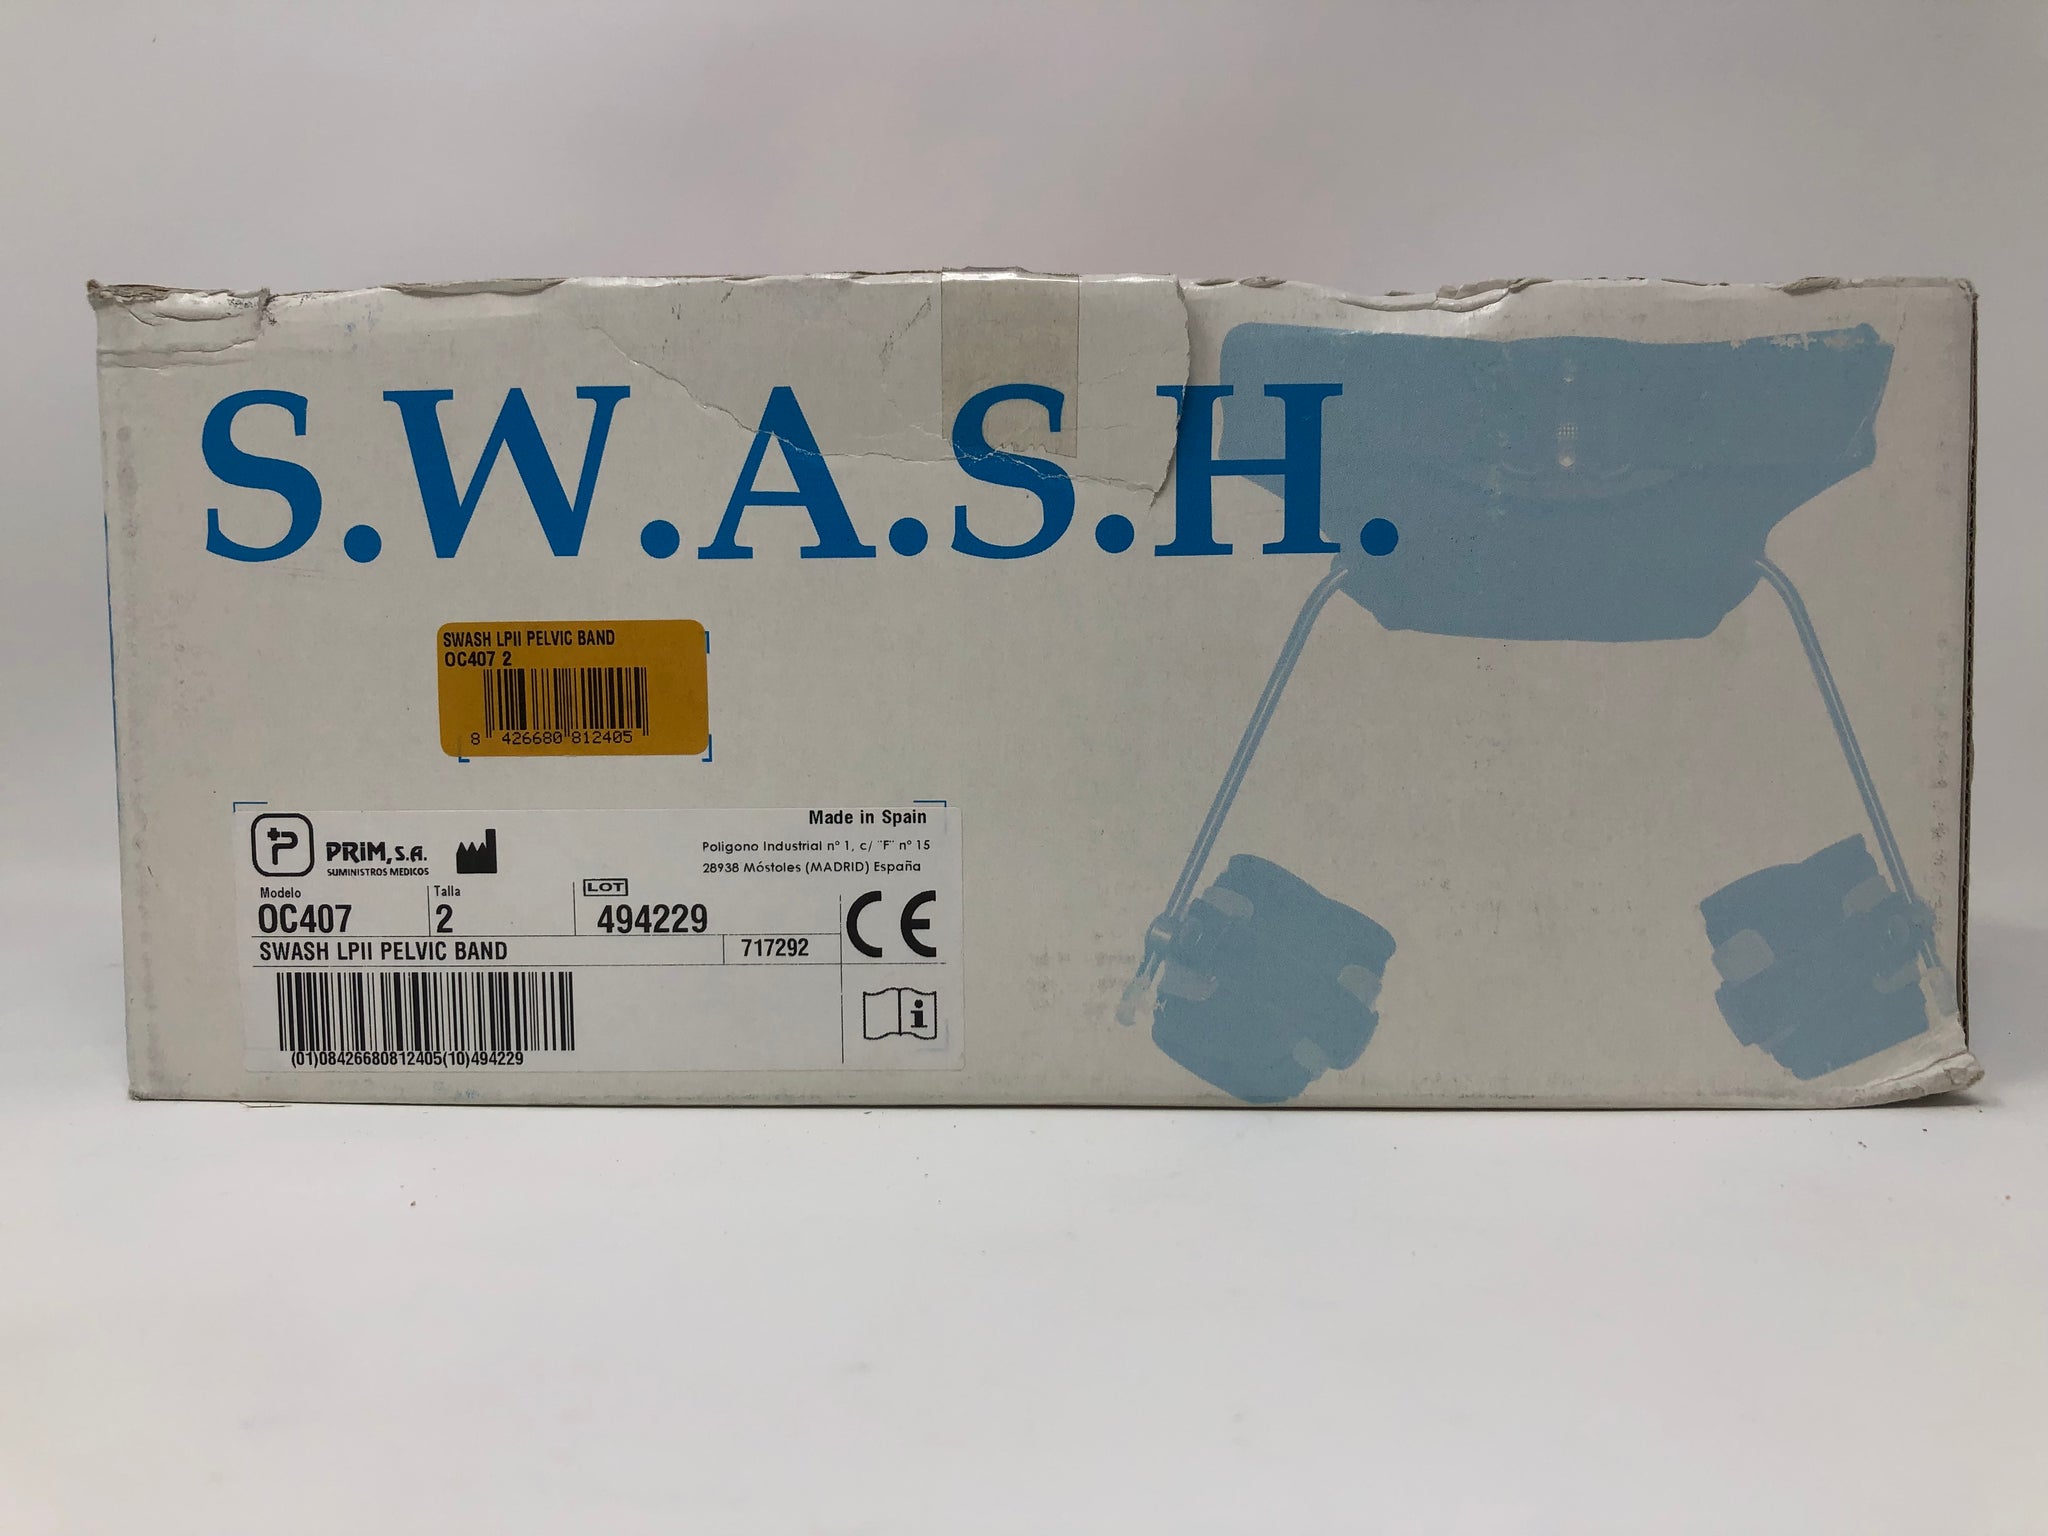 S.W.A.S.H.
SWASH LPII PELVIC BAND
OC407 2
8 426680 812405
Made in Spain
PRiM, S.A.
SUMINISTROS MEDICOS
Poligono Industrial nº 1, c/ ¨F¨ nº 15
28938 Móstoles (MADRID) España
Modelo Talla LOT
OC407 2 494229
SWASH LPII PELVIC BAND 717292
CE
i
(01)08426680812405(10)494229